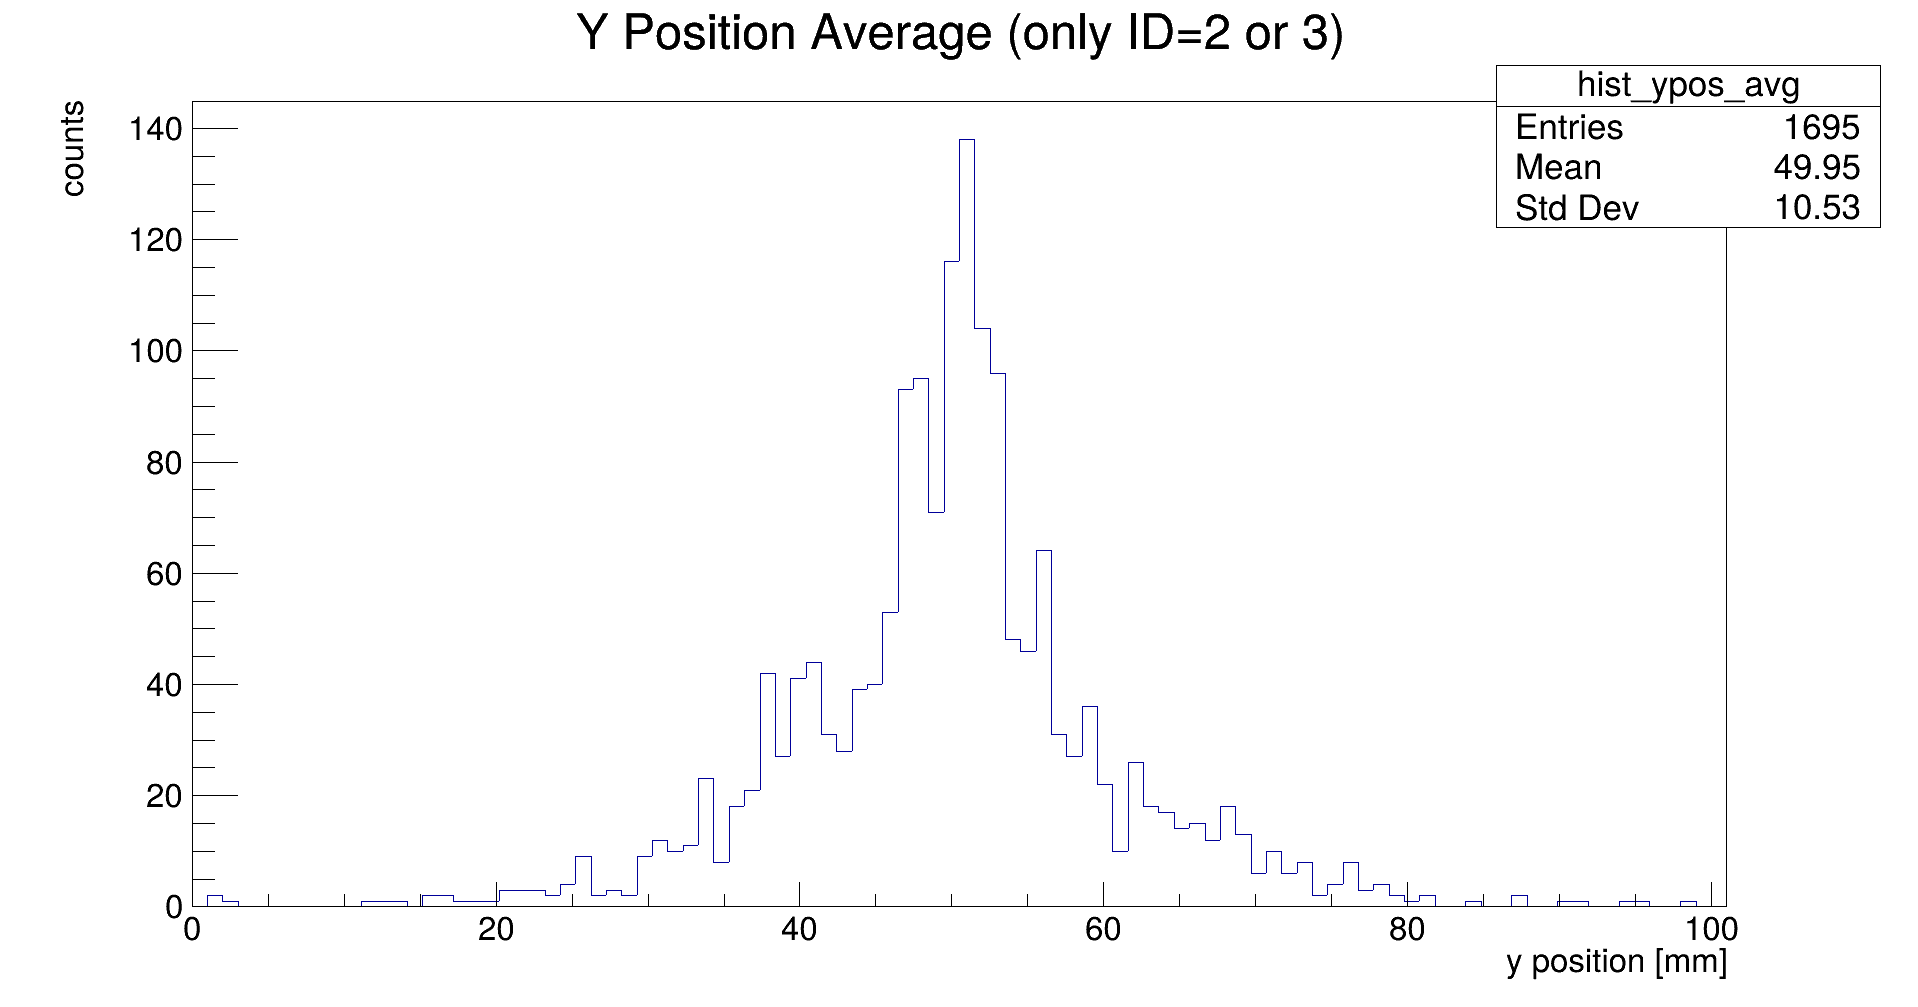 Y Position Average (only ID=2 or 3)
hist_ypos_avg
Entries 1695
Mean 49.95
Std Dev 10.53
counts
140
120
100
80
60
40
20
0
0 20 40 60 80 100
y position [mm]